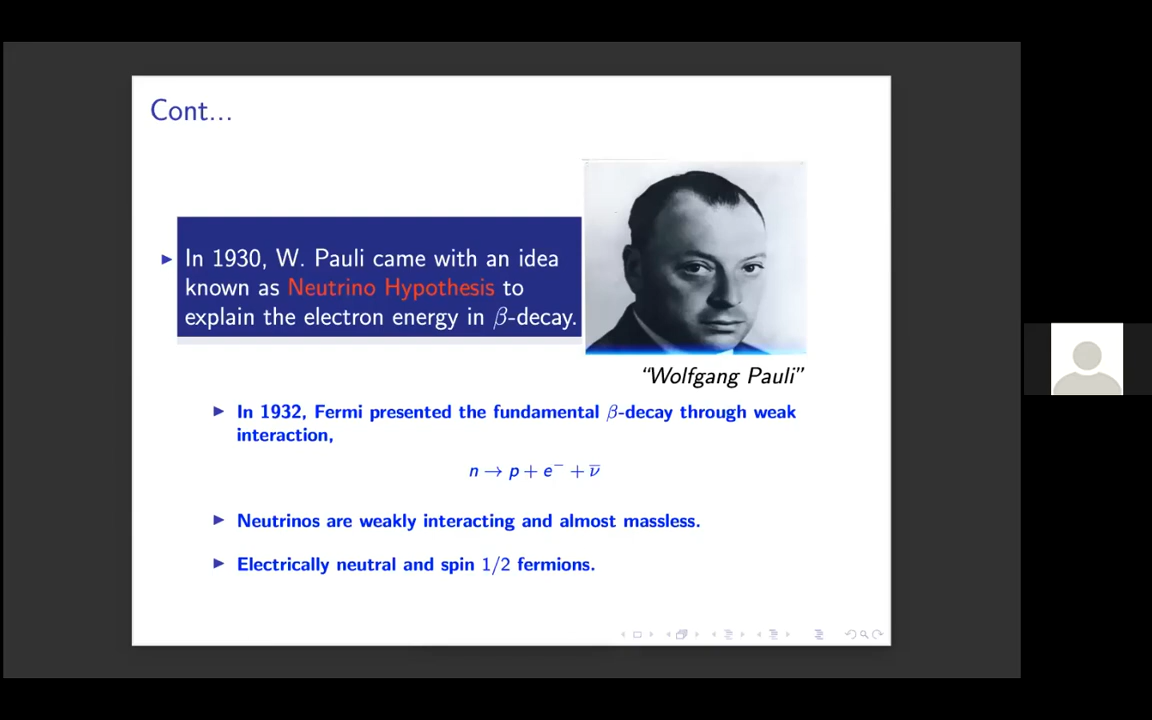 Cont...
In 1930, W. Pauli came with an idea
known as Neutrino Hypothesis to
explain the electron energy in β-decay.
“Wolfgang Pauli”
In 1932, Fermi presented the fundamental β-decay through weak
interaction,
n → p + e⁻ + ν̅
Neutrinos are weakly interacting and almost massless.
Electrically neutral and spin 1/2 fermions.